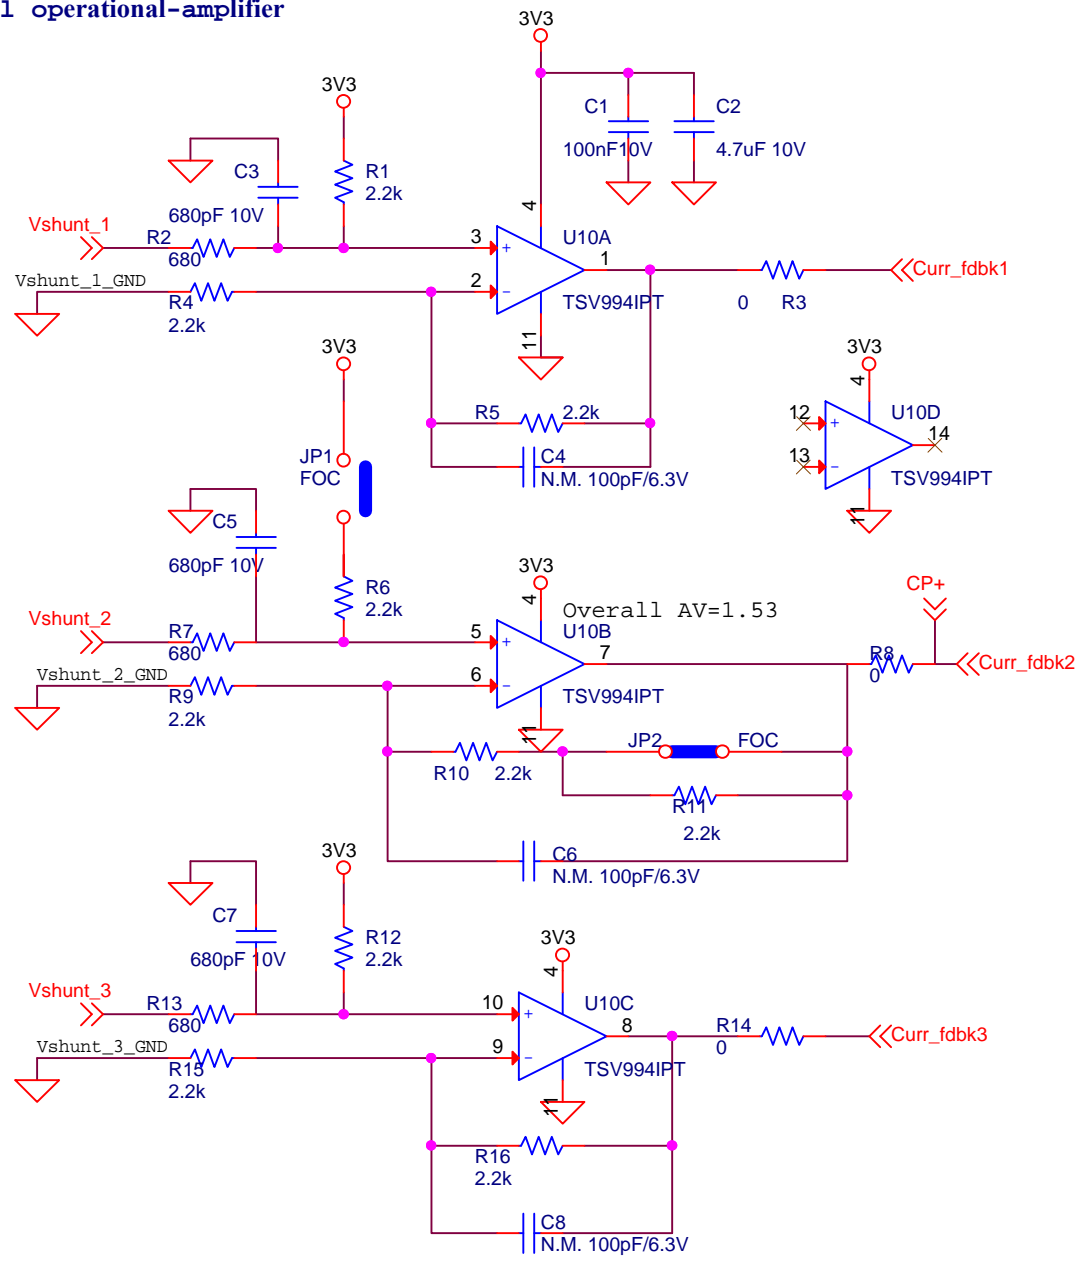 l operational-amplifier
3V3
3V3
C1
100nF10V
C2
4.7uF 10V
C3
680pF 10V
R1
2.2k
4
Vshunt_1
R2
680
3
+
U10A
1
Vshunt_1_GND
R4
2.2k
2
-
TSV994IPT
11
0
R3
Curr_fdbk1
3V3
3V3
4
R5
2.2k
C4
N.M. 100pF/6.3V
12
+
U10D
14
13
-
TSV994IPT
11
JP1
FOC
C5
680pF 10V
R6
2.2k
3V3
4
Overall AV=1.53
CP+
Vshunt_2
R7
680
5
+
U10B
7
R8
0
Curr_fdbk2
Vshunt_2_GND
R9
2.2k
6
-
TSV994IPT
11
JP2
FOC
R10
2.2k
R11
2.2k
C6
N.M. 100pF/6.3V
3V3
C7
680pF 10V
R12
2.2k
3V3
4
Vshunt_3
R13
680
10
+
U10C
8
R14
0
Curr_fdbk3
Vshunt_3_GND
R15
2.2k
9
-
TSV994IPT
11
R16
2.2k
C8
N.M. 100pF/6.3V